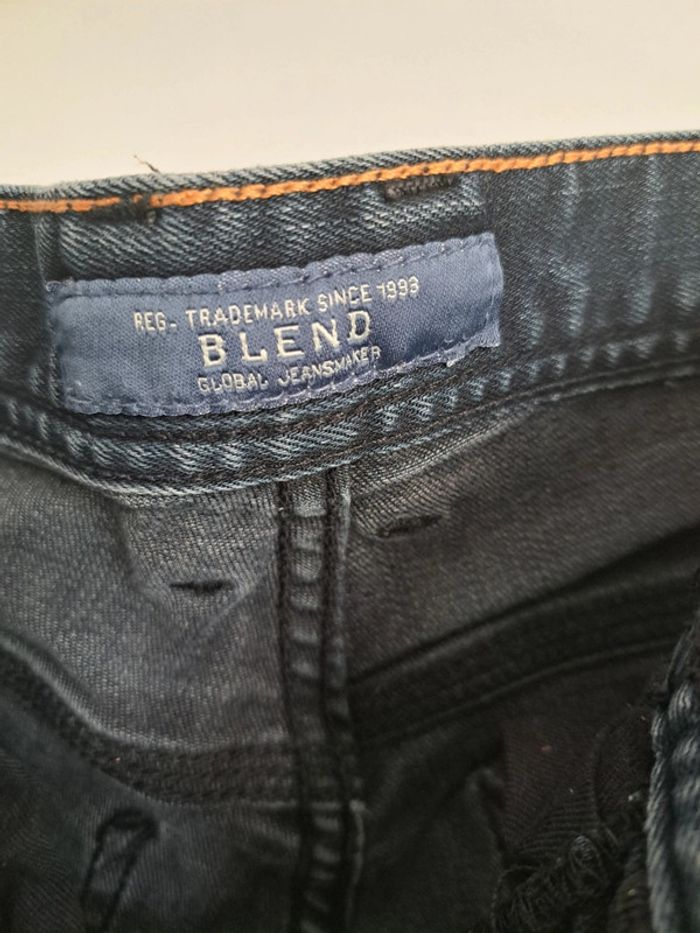 REG- TRADEMARK SINCE 1993
BLEND
GLOBAL JEANSMAKER